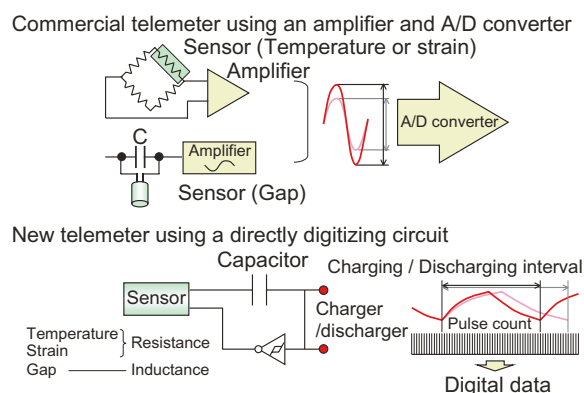 Commercial telemeter using an amplifier and A/D converter
Sensor (Temperature or strain)
Amplifier
A/D converter
C
Amplifier
Sensor (Gap)
New telemeter using a directly digitizing circuit
Capacitor
Charging / Discharging interval
Sensor
Charger
/discharger
Pulse count
Temperature
Strain
Resistance
Gap
Inductance
Digital data